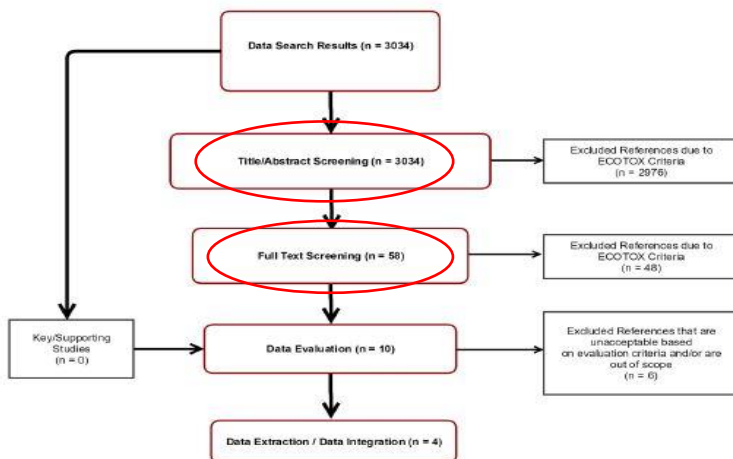 Data Search Results (n = 3034)
Title/Abstract Screening (n = 3034)
Excluded References due to
ECOTOX Criteria
(n = 2976)
Full Text Screening (n = 58)
Excluded References due to
ECOTOX Criteria
(n = 48)
Key/Supporting
Studies
(n = 0)
Data Evaluation (n = 10)
Excluded References that are
unacceptable based
on evaluation criteria and/or are
out of scope
(n = 6)
Data Extraction / Data Integration (n = 4)